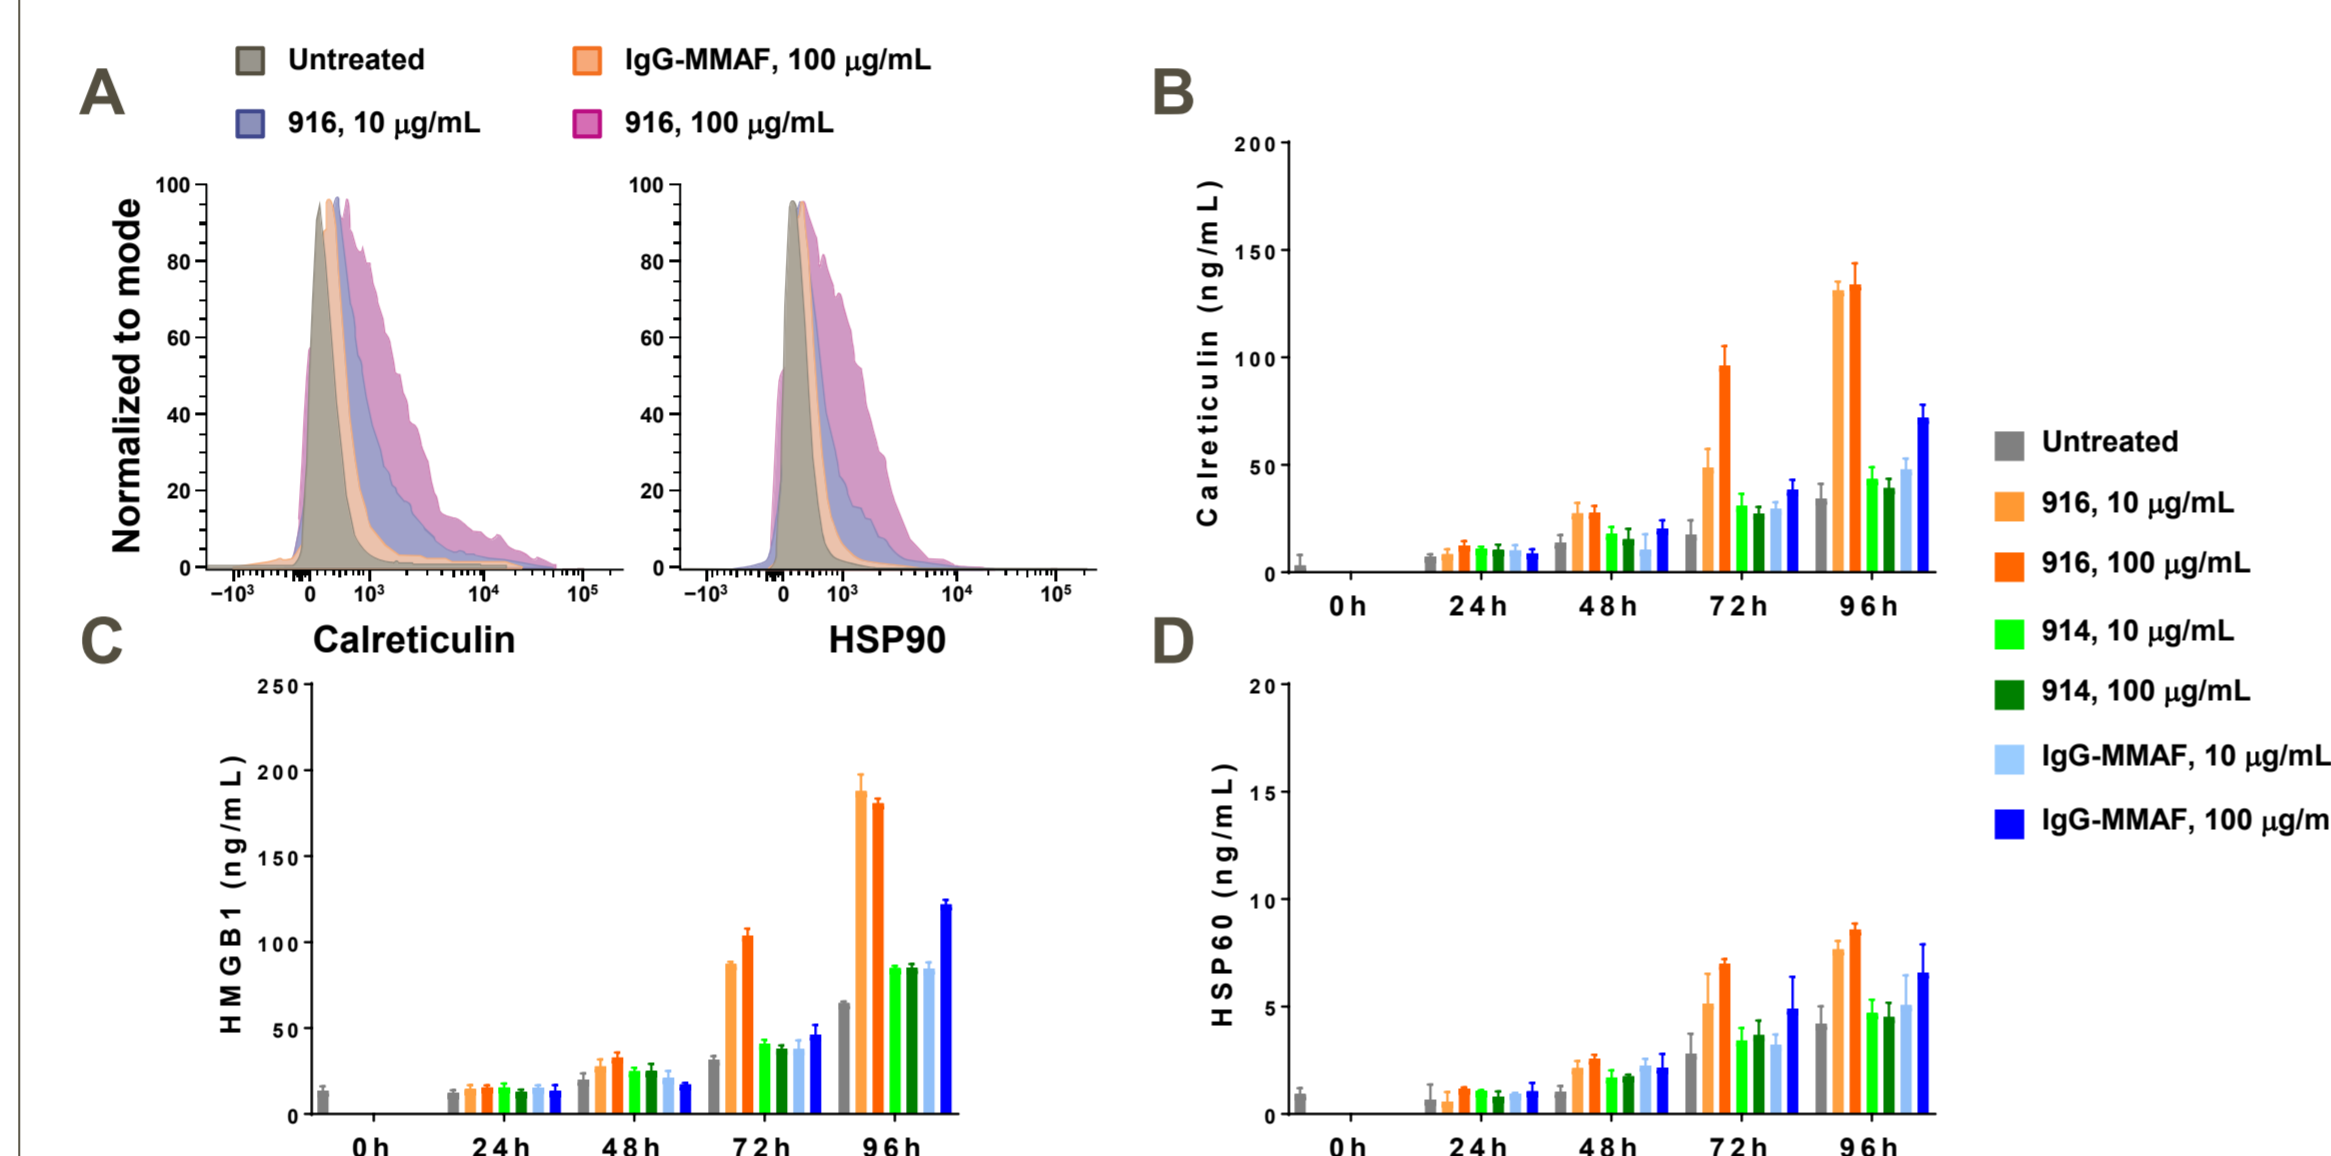 A
Untreated
IgG-MMAF, 100 μg/mL
916, 10 μg/mL
916, 100 μg/mL
Normalized to mode
100
80
60
40
20
0
−10³ 0 10³ 10⁴ 10⁵
Calreticulin
100
80
60
40
20
0
−10³ 0 10³ 10⁴ 10⁵
HSP90
B
Calreticulin (ng/mL)
200
150
100
50
0
0h 24h 48h 72h 96h
Untreated
916, 10 μg/mL
916, 100 μg/mL
914, 10 μg/mL
914, 100 μg/mL
IgG-MMAF, 10 μg/mL
IgG-MMAF, 100 μg/m
C
HMGB1 (ng/mL)
250
200
150
100
50
0
0h 24h 48h 72h 96h
D
HSP60 (ng/mL)
20
15
10
5
0
0h 24h 48h 72h 96h